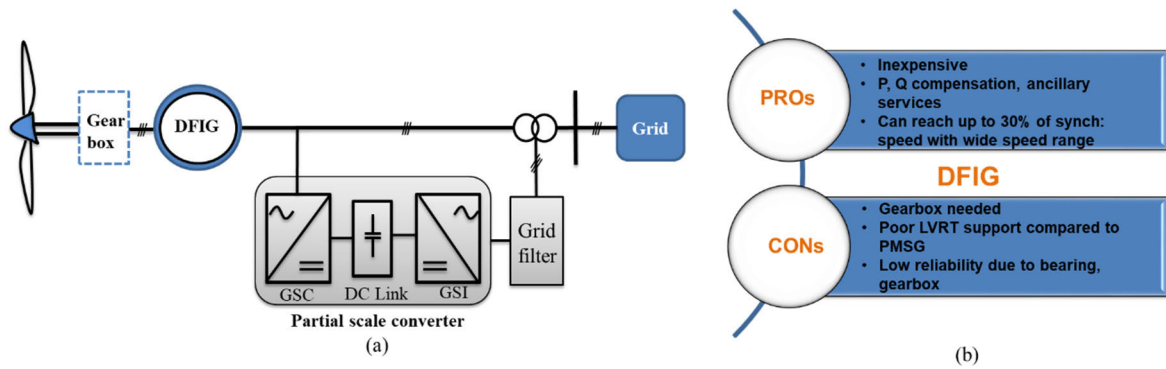 Gear
box
DFIG
Grid
GSC
DC Link
GSI
Grid
filter
Partial scale converter
(a)
PROs
• Inexpensive
• P, Q compensation, ancillary
services
• Can reach up to 30% of synch:
speed with wide speed range
DFIG
CONs
• Gearbox needed
• Poor LVRT support compared to
PMSG
• Low reliability due to bearing,
gearbox
(b)